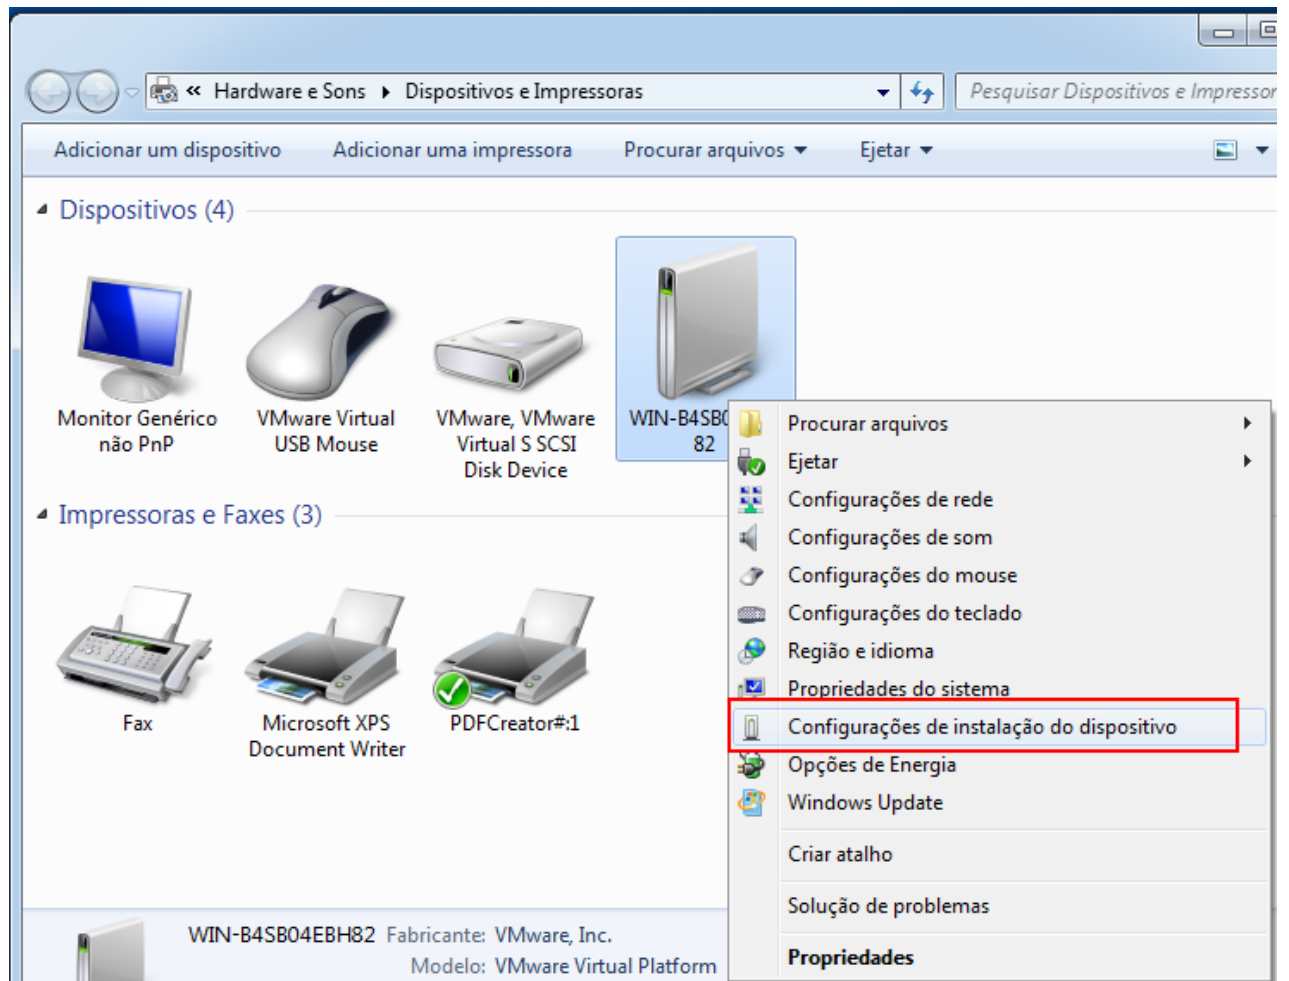 « Hardware e Sons ▸ Dispositivos e Impressoras
Pesquisar Dispositivos e Impressor
Adicionar um dispositivo Adicionar uma impressora Procurar arquivos Ejetar
Dispositivos (4)
Monitor Genérico
não PnP
VMware Virtual
USB Mouse
VMware, VMware
Virtual S SCSI
Disk Device
WIN-B4SB0
82
Impressoras e Faxes (3)
Fax
Microsoft XPS
Document Writer
PDFCreator#:1
Procurar arquivos
Ejetar
Configurações de rede
Configurações de som
Configurações do mouse
Configurações do teclado
Região e idioma
Propriedades do sistema
Configurações de instalação do dispositivo
Opções de Energia
Windows Update
Criar atalho
Solução de problemas
Propriedades
WIN-B4SB04EBH82 Fabricante: VMware, Inc.
Modelo: VMware Virtual Platform